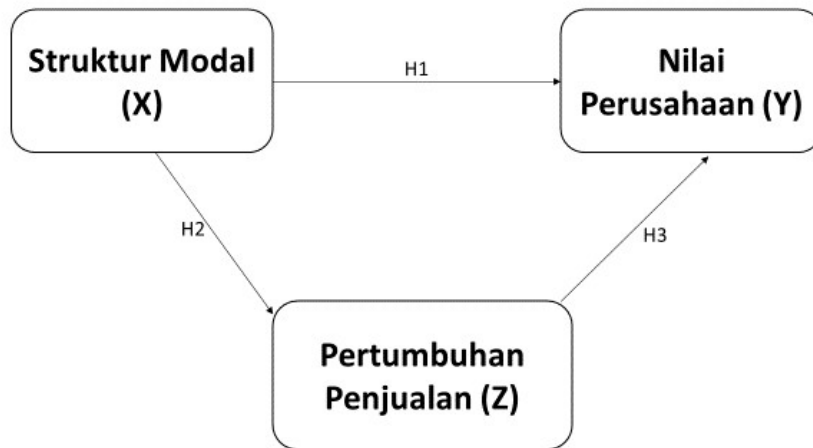 Struktur Modal
(X)
H1
Nilai
Perusahaan (Y)
H2
H3
Pertumbuhan
Penjualan (Z)